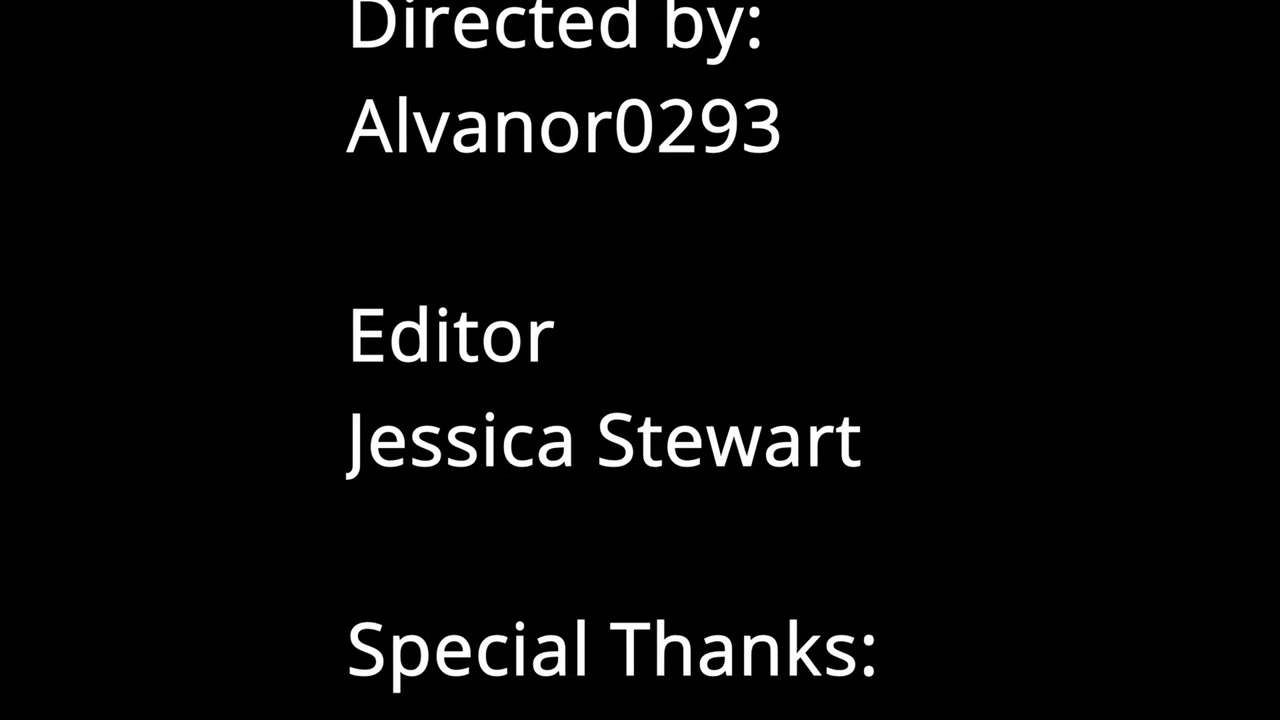 Directed by:
Alvanor0293
Editor
Jessica Stewart
Special Thanks: